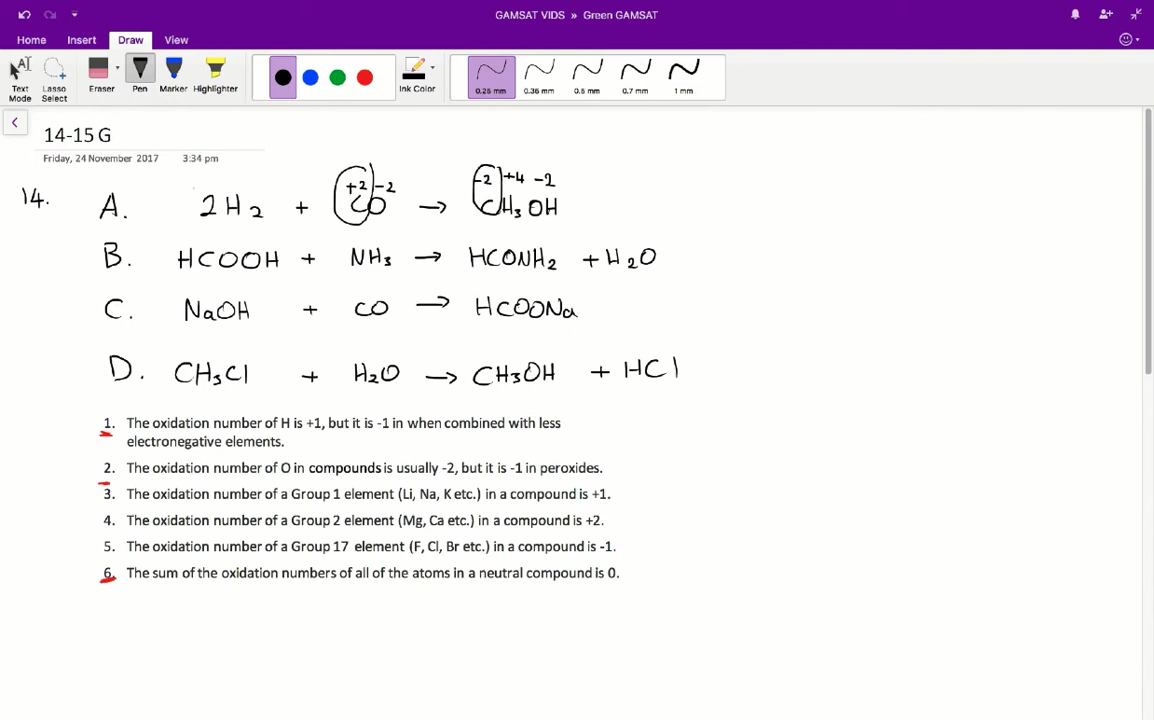 GAMSAT VIDS » Green GAMSAT
Home Insert Draw View
Text Mode Lasso Select Eraser Pen Marker Highlighter Ink Color 0.25 mm 0.35 mm 0.5 mm 0.7 mm 1 mm
14-15 G
Friday, 24 November 2017 3:34 pm
+2 -2 -2 +4 -2
14. A. 2H2 + CO → CH3OH
B. HCOOH + NH3 → HCONH2 + H2O
C. NaOH + CO → HCOONa
D. CH3Cl + H2O → CH3OH + HCl
1. The oxidation number of H is +1, but it is -1 in when combined with less
electronegative elements.
2. The oxidation number of O in compounds is usually -2, but it is -1 in peroxides.
3. The oxidation number of a Group 1 element (Li, Na, K etc.) in a compound is +1.
4. The oxidation number of a Group 2 element (Mg, Ca etc.) in a compound is +2.
5. The oxidation number of a Group 17 element (F, Cl, Br etc.) in a compound is -1.
6. The sum of the oxidation numbers of all of the atoms in a neutral compound is 0.